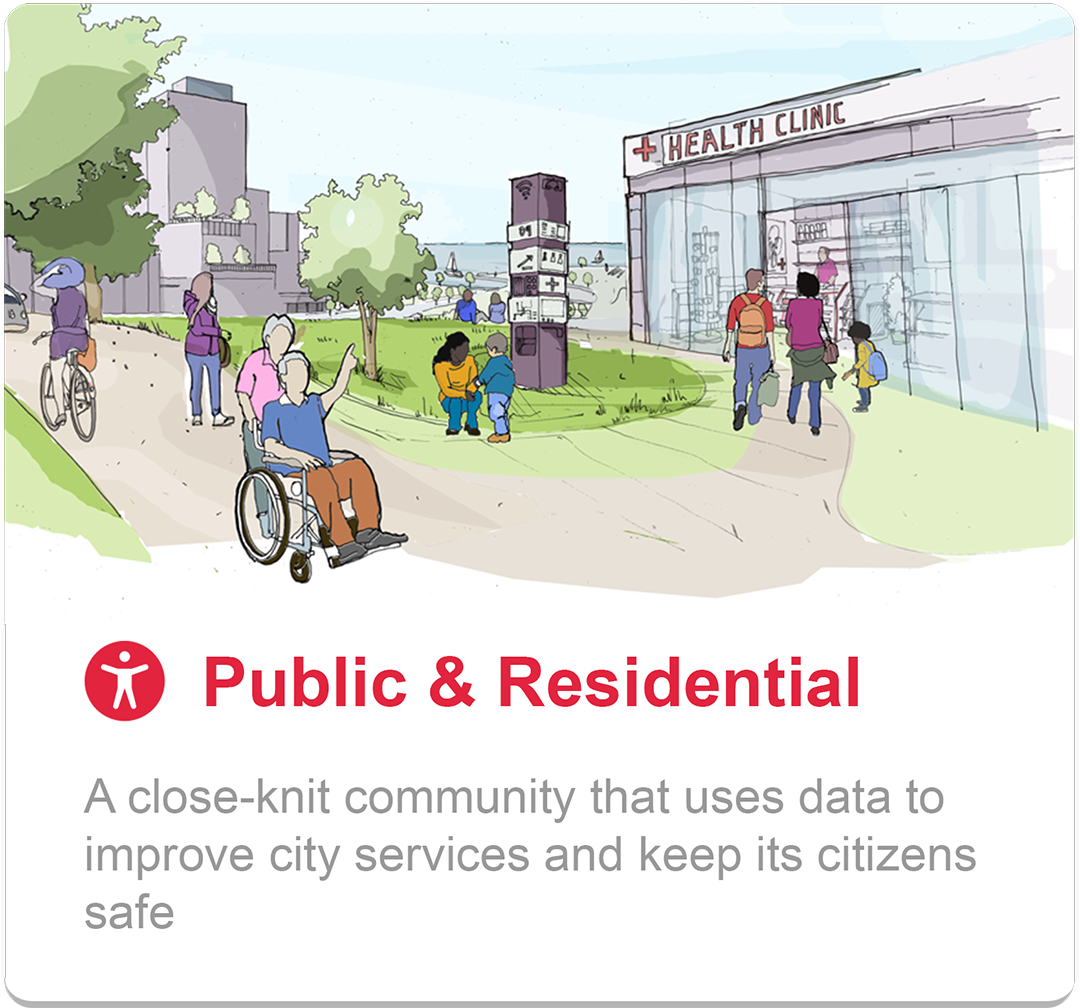 HEALTH CLINIC
Public & Residential
A close-knit community that uses data to
improve city services and keep its citizens
safe